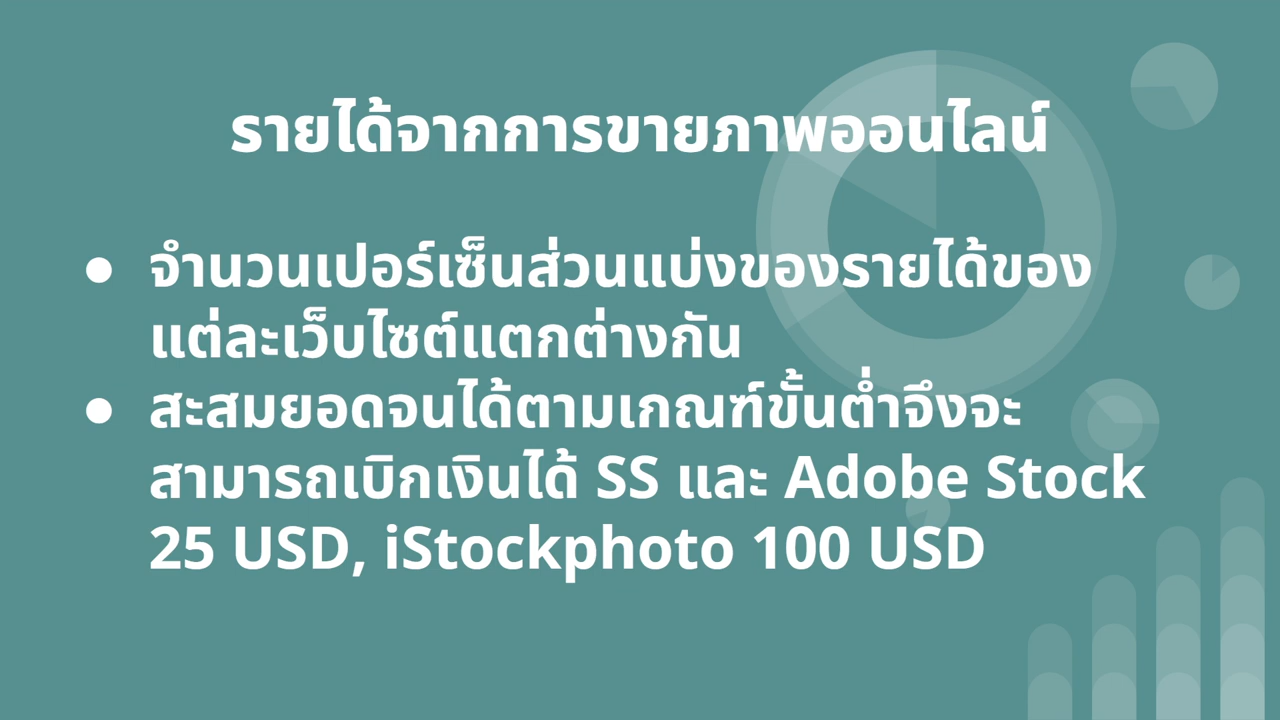 รายได้จากการขายภาพออนไลน์
● จำนวนเปอร์เซ็นส่วนแบ่งของรายได้ของ
แต่ละเว็บไซต์แตกต่างกัน
● สะสมยอดจนได้ตามเกณฑ์ขั้นต่ำจึงจะ
สามารถเบิกเงินได้ SS และ Adobe Stock
25 USD, iStockphoto 100 USD